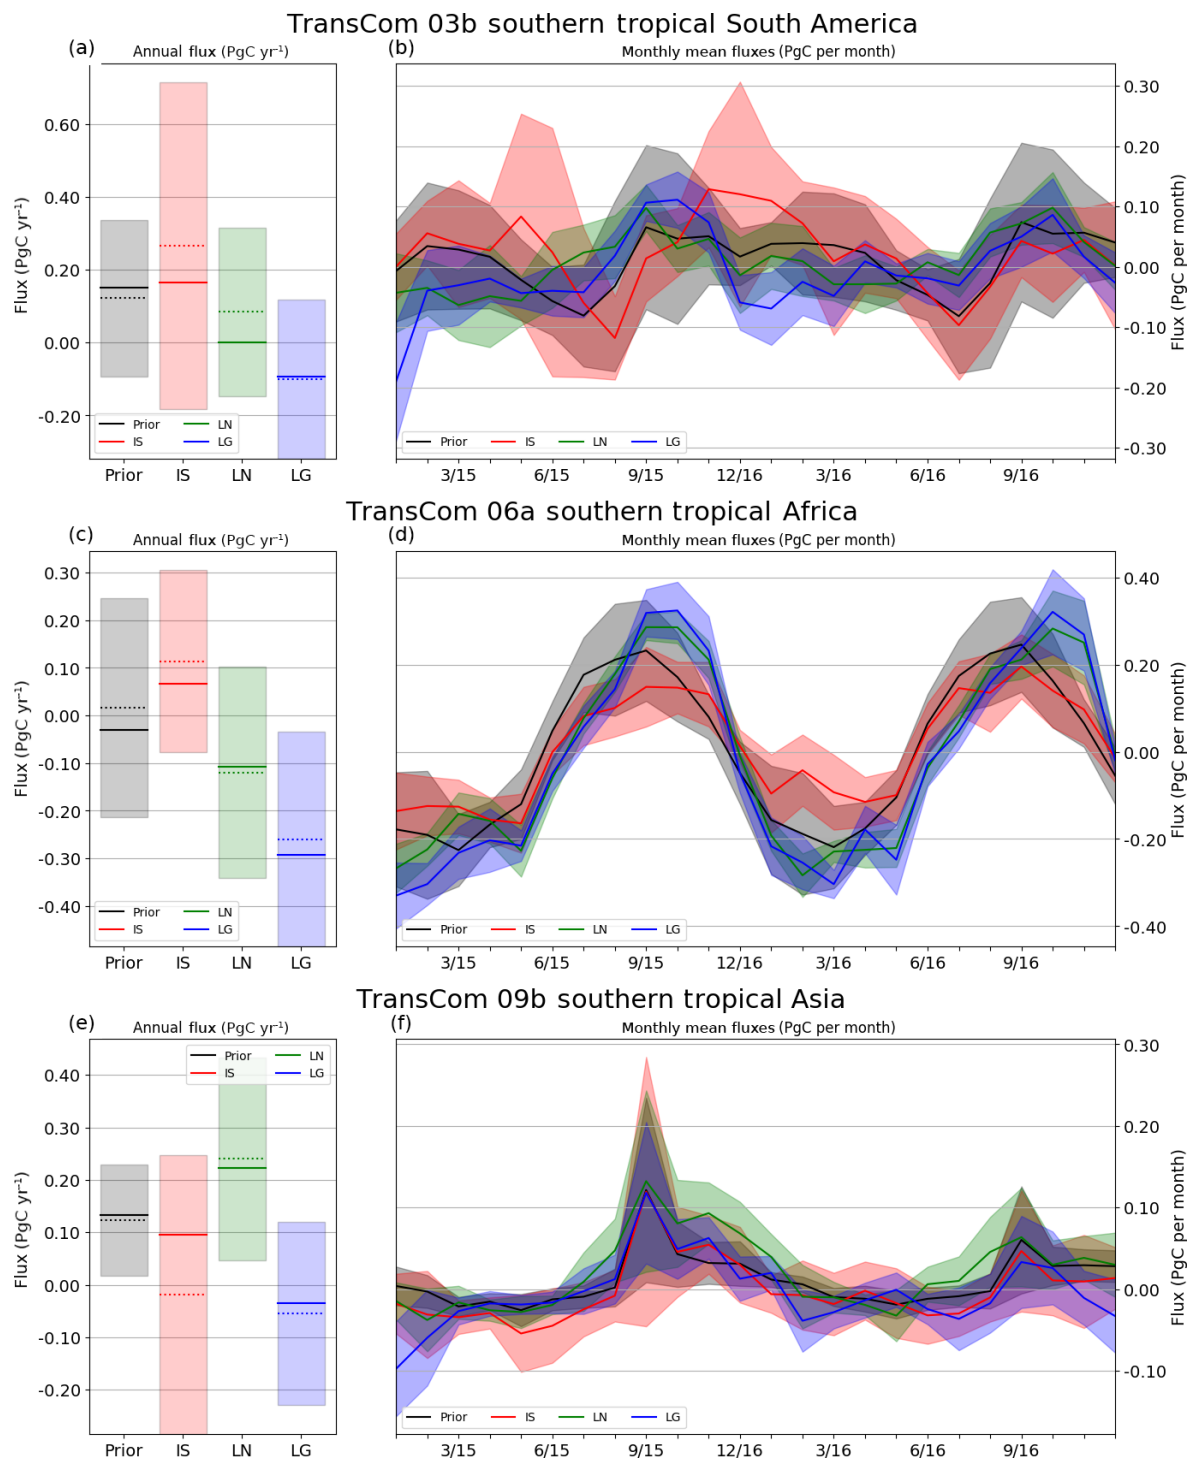 TransCom 03b southern tropical South America
(a)
Annual flux (PgC yr⁻¹)
(b)
Monthly mean fluxes (PgC per month)
Flux (PgC yr⁻¹)
0.60
0.40
0.20
0.00
-0.20
Prior
IS
LN
LG
Prior IS LN LG
Prior IS LN LG
3/15 6/15 9/15 12/16 3/16 6/16 9/16
0.30
0.20
0.10
0.00
-0.10
-0.20
-0.30
Flux (PgC per month)
TransCom 06a southern tropical Africa
(c)
Annual flux (PgC yr⁻¹)
(d)
Monthly mean fluxes (PgC per month)
Flux (PgC yr⁻¹)
0.30
0.20
0.10
0.00
-0.10
-0.20
-0.30
-0.40
Prior
IS
LN
LG
Prior IS LN LG
Prior IS LN LG
3/15 6/15 9/15 12/16 3/16 6/16 9/16
0.40
0.20
0.00
-0.20
-0.40
Flux (PgC per month)
TransCom 09b southern tropical Asia
(e)
Annual flux (PgC yr⁻¹)
(f)
Monthly mean fluxes (PgC per month)
Flux (PgC yr⁻¹)
0.40
0.30
0.20
0.10
0.00
-0.10
-0.20
Prior
IS
LN
LG
Prior IS LN LG
Prior IS LN LG
3/15 6/15 9/15 12/16 3/16 6/16 9/16
0.30
0.20
0.10
0.00
-0.10
Flux (PgC per month)